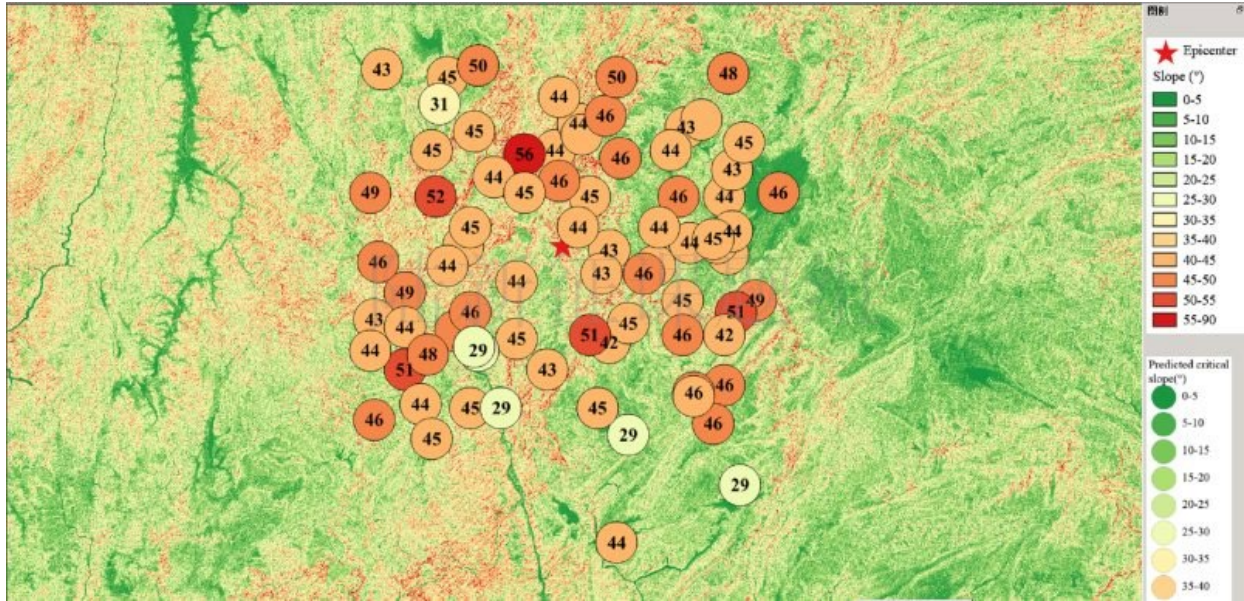 图例
Epicenter
Slope (°)
0-5
5-10
10-15
15-20
20-25
25-30
30-35
35-40
40-45
45-50
50-55
55-90
Predicted critical
slope(°)
0-5
5-10
10-15
15-20
20-25
25-30
30-35
35-40
43 45 50 50 48
31 44 46
45 45 44 43
45 56 44 46 44 45
44 46 43
49 52 45 45 46 44 46
45 44 44 44
43 44 45
46 44 43 46
49 44 45 49
43 44 46 45 51
44 48 29 45 51 42 46 42
51 43
46 44 45 29 45 46 46
45 29 46
29
44